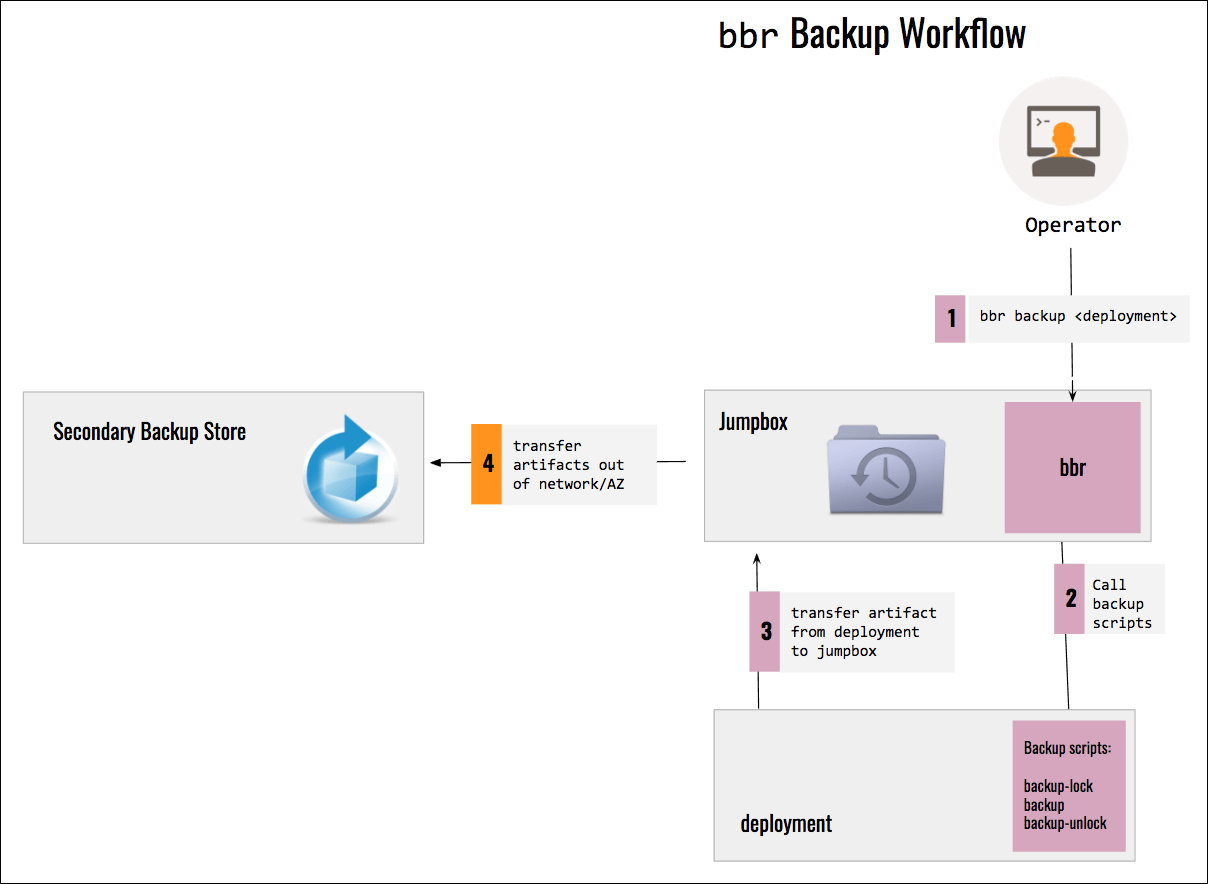 bbr Backup Workflow
>-
Operator
1
bbr backup <deployment>
Secondary Backup Store
4
transfer
artifacts out
of network/AZ
Jumpbox
bbr
2
Call
backup
scripts
3
transfer artifact
from deployment
to jumpbox
deployment
Backup scripts:
backup-lock
backup
backup-unlock